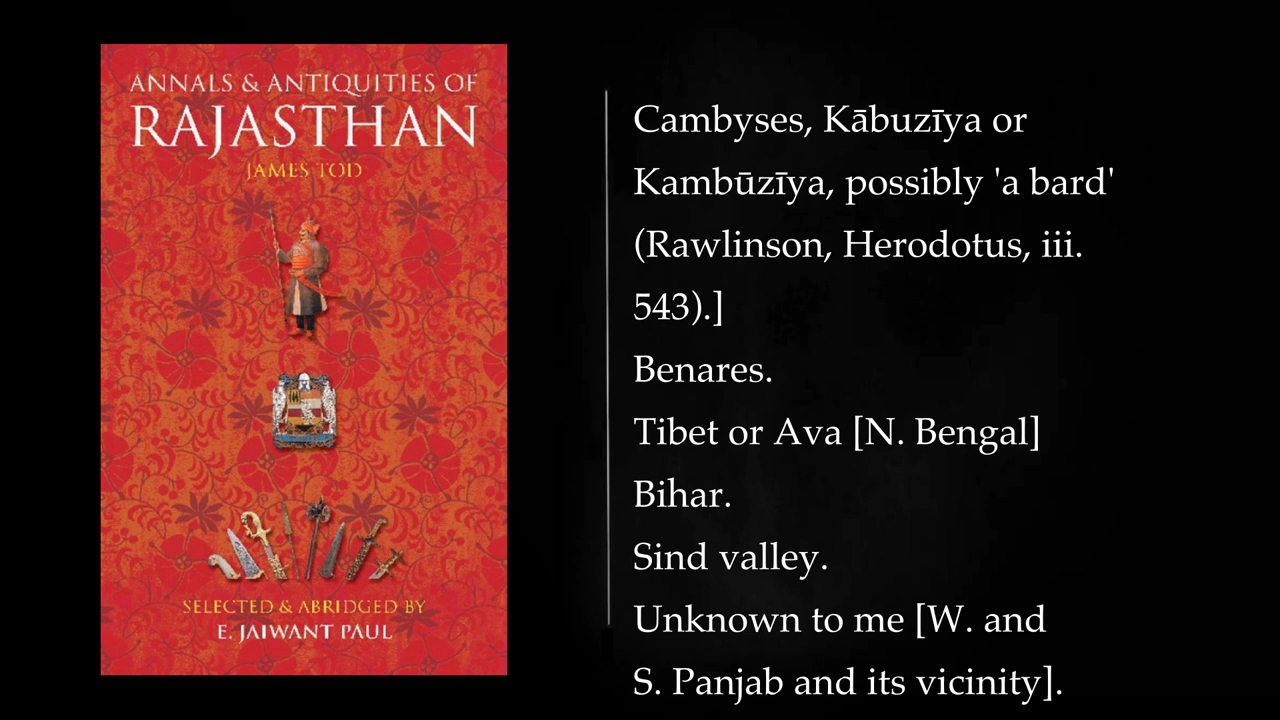 ANNALS & ANTIQUITIES OF
RAJASTHAN
JAMES TOD
SELECTED & ABRIDGED BY
E. JAIWANT PAUL
Cambyses, Kābuzīya or
Kambūzīya, possibly 'a bard'
(Rawlinson, Herodotus, iii.
543).]
Benares.
Tibet or Ava [N. Bengal]
Bihar.
Sind valley.
Unknown to me [W. and
S. Panjab and its vicinity].